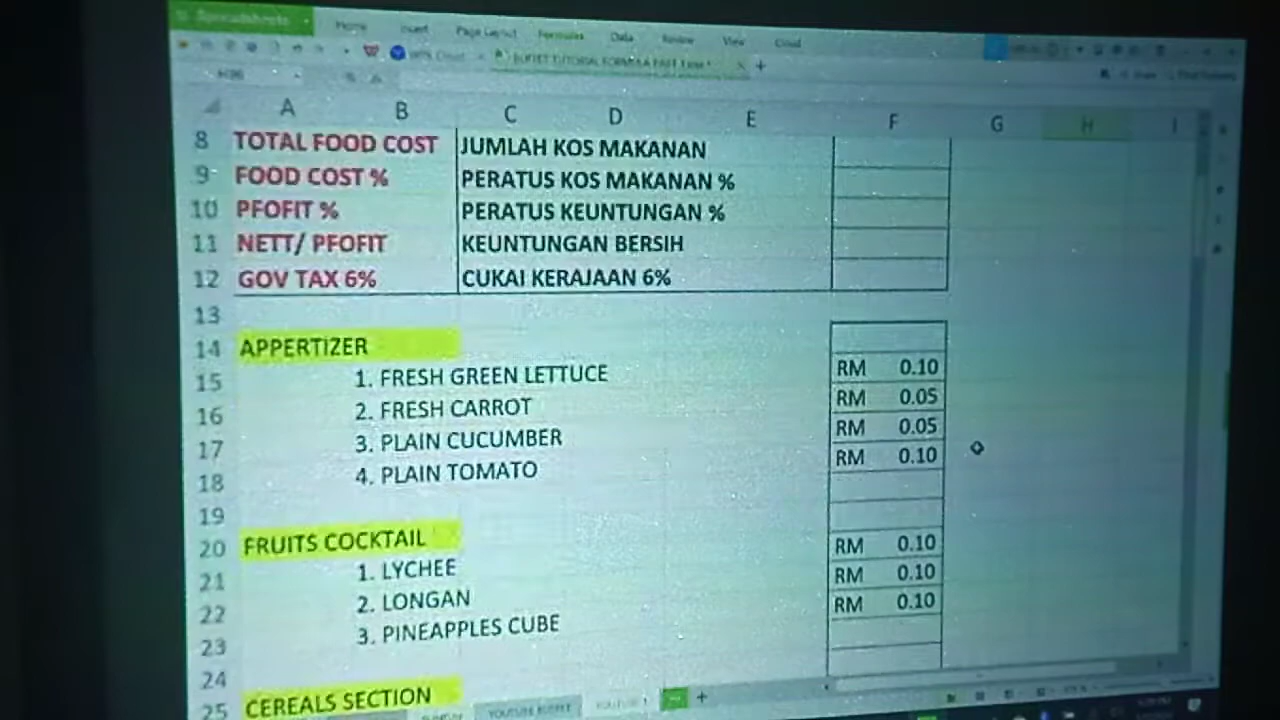 Spreadsheets
Home Insert Page Layout Formulas Data Review View Cloud
A B C D E F G H I
8 TOTAL FOOD COST JUMLAH KOS MAKANAN
9 FOOD COST % PERATUS KOS MAKANAN %
10 PFOFIT % PERATUS KEUNTUNGAN %
11 NETT/ PFOFIT KEUNTUNGAN BERSIH
12 GOV TAX 6% CUKAI KERAJAAN 6%
13
14 APPERTIZER
15 1. FRESH GREEN LETTUCE RM 0.10
16 2. FRESH CARROT RM 0.05
17 3. PLAIN CUCUMBER RM 0.05
18 4. PLAIN TOMATO RM 0.10
19
20 FRUITS COCKTAIL
21 1. LYCHEE RM 0.10
22 2. LONGAN RM 0.10
23 3. PINEAPPLES CUBE RM 0.10
24
25 CEREALS SECTION